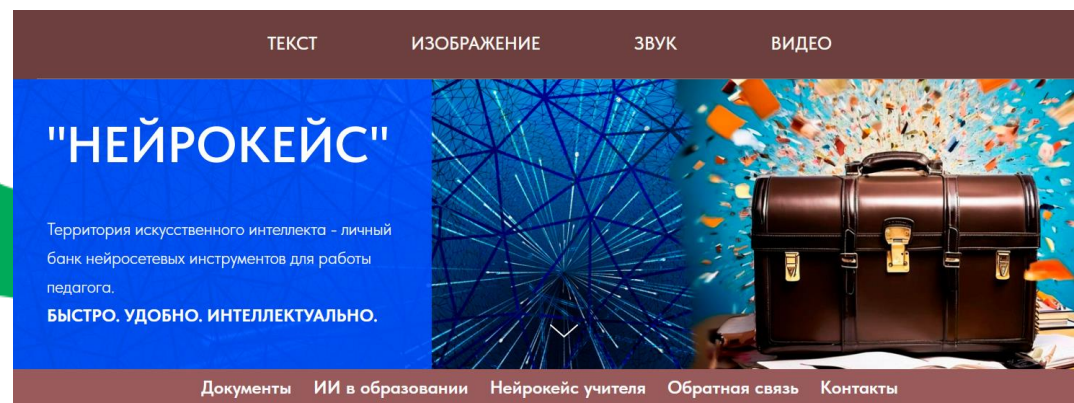 ТЕКСТ ИЗОБРАЖЕНИЕ ЗВУК ВИДЕО
"НЕЙРОКЕЙС"
Территория искусственного интеллекта - личный
банк нейросетевых инструментов для работы
педагога.
БЫСТРО. УДОБНО. ИНТЕЛЛЕКТУАЛЬНО.
Документы ИИ в образовании Нейрокейс учителя Обратная связь Контакты